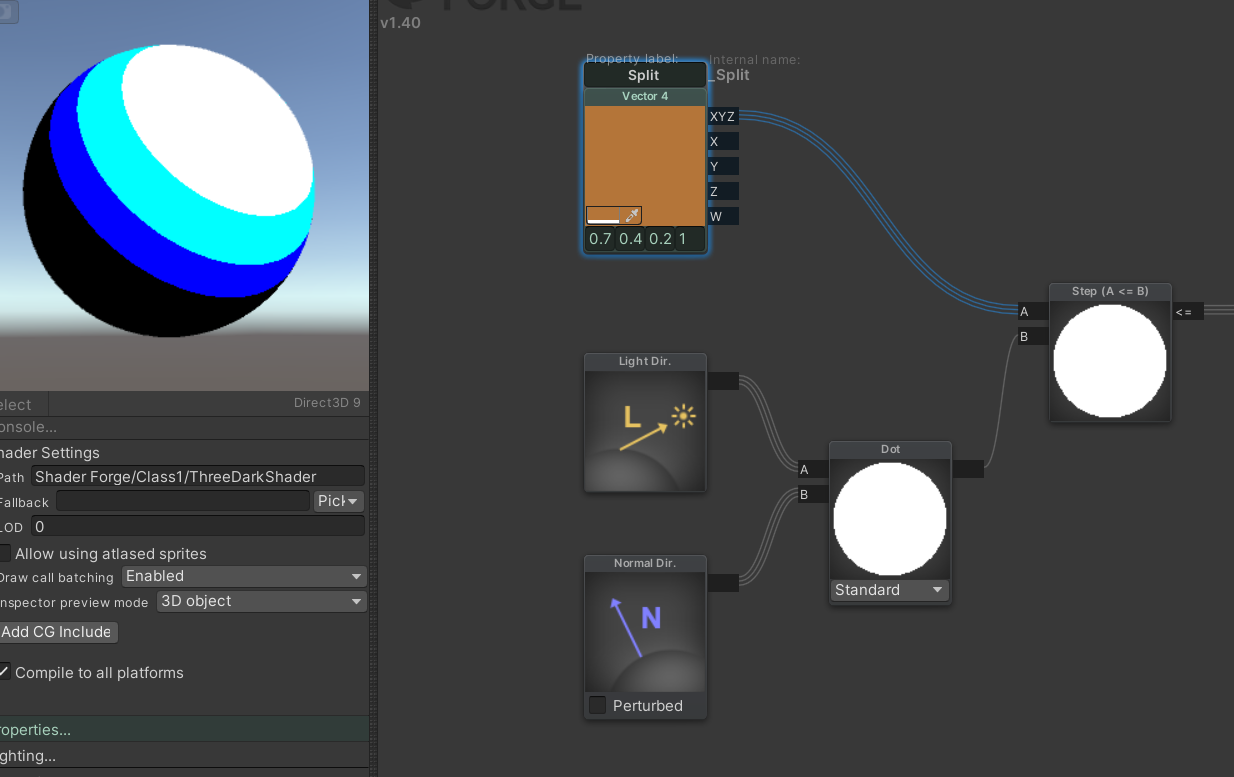 FORGE
v1.40
Property label:
Internal name:
Split
_Split
Vector 4
XYZ
X
Y
Z
W
0.7 0.4 0.2 1
Step (A <= B)
A
<=
B
Light Dir.
L
Dot
A
B
Standard
Normal Dir.
N
Perturbed
elect
Direct3D 9
onsole...
hader Settings
Path Shader Forge/Class1/ThreeDarkShader
Fallback
Pick
LOD 0
Allow using atlased sprites
Draw call batching Enabled
nspector preview mode 3D object
Add CG Include
Compile to all platforms
roperties...
ghting...